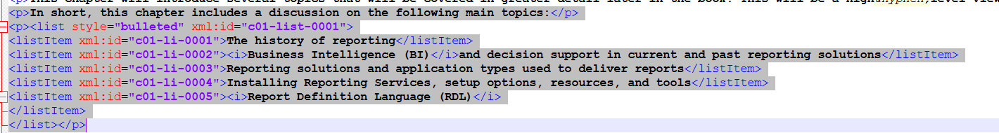 <p>This chapter will introduce several topics that will be covered in greater detail later in the book. This will be a high&hyphen;level view
<p>In short, this chapter includes a discussion on the following main topics:</p>
<p><list style="bulleted" xml:id="c01-list-0001">
<listItem xml:id="c01-li-0001">The history of reporting</listItem>
<listItem xml:id="c01-li-0002"><i>Business Intelligence (BI)</i>and decision support in current and past reporting solutions</listItem>
<listItem xml:id="c01-li-0003">Reporting solutions and application types used to deliver reports</listItem>
<listItem xml:id="c01-li-0004">Installing Reporting Services, setup options, resources, and tools</listItem>
<listItem xml:id="c01-li-0005"><i>Report Definition Language (RDL)</i>
</listItem>
</list></p>